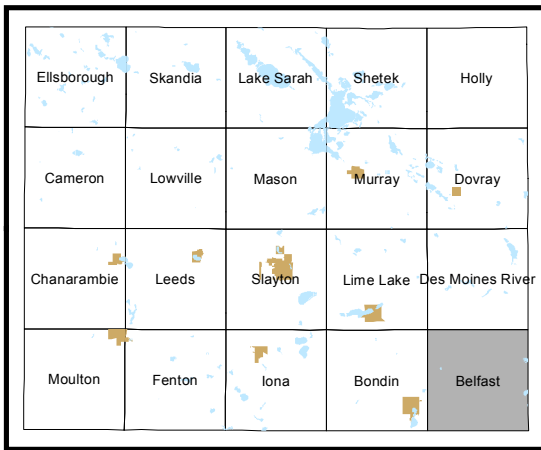 Ellsborough Skandia Lake Sarah Shetek Holly
Cameron Lowville Mason Murray Dovray
Chanarambie Leeds Slayton Lime Lake Des Moines River
Moulton Fenton Iona Bondin Belfast